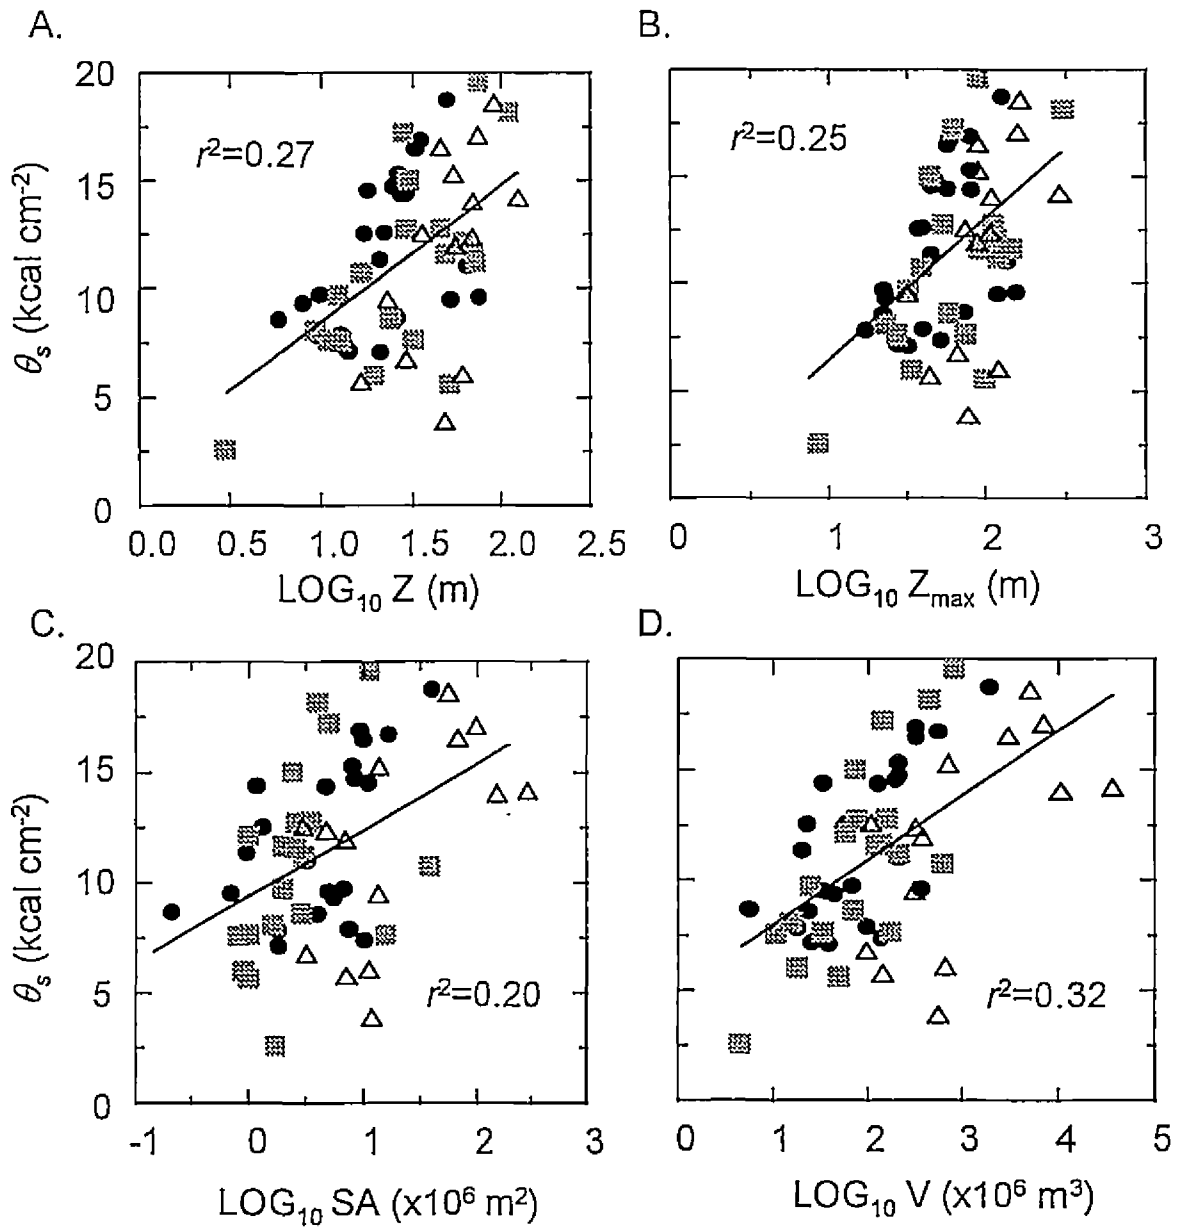 A.
B.
20
15
10
5
0
θs (kcal cm⁻²)
r²=0.27
r²=0.25
0.0 0.5 1.0 1.5 2.0 2.5
0 1 2 3
LOG₁₀ Z (m)
LOG₁₀ Zmax (m)
C.
D.
20
15
10
5
0
θs (kcal cm⁻²)
r²=0.20
r²=0.32
-1 0 1 2 3
0 1 2 3 4 5
LOG₁₀ SA (x10⁶ m²)
LOG₁₀ V (x10⁶ m³)